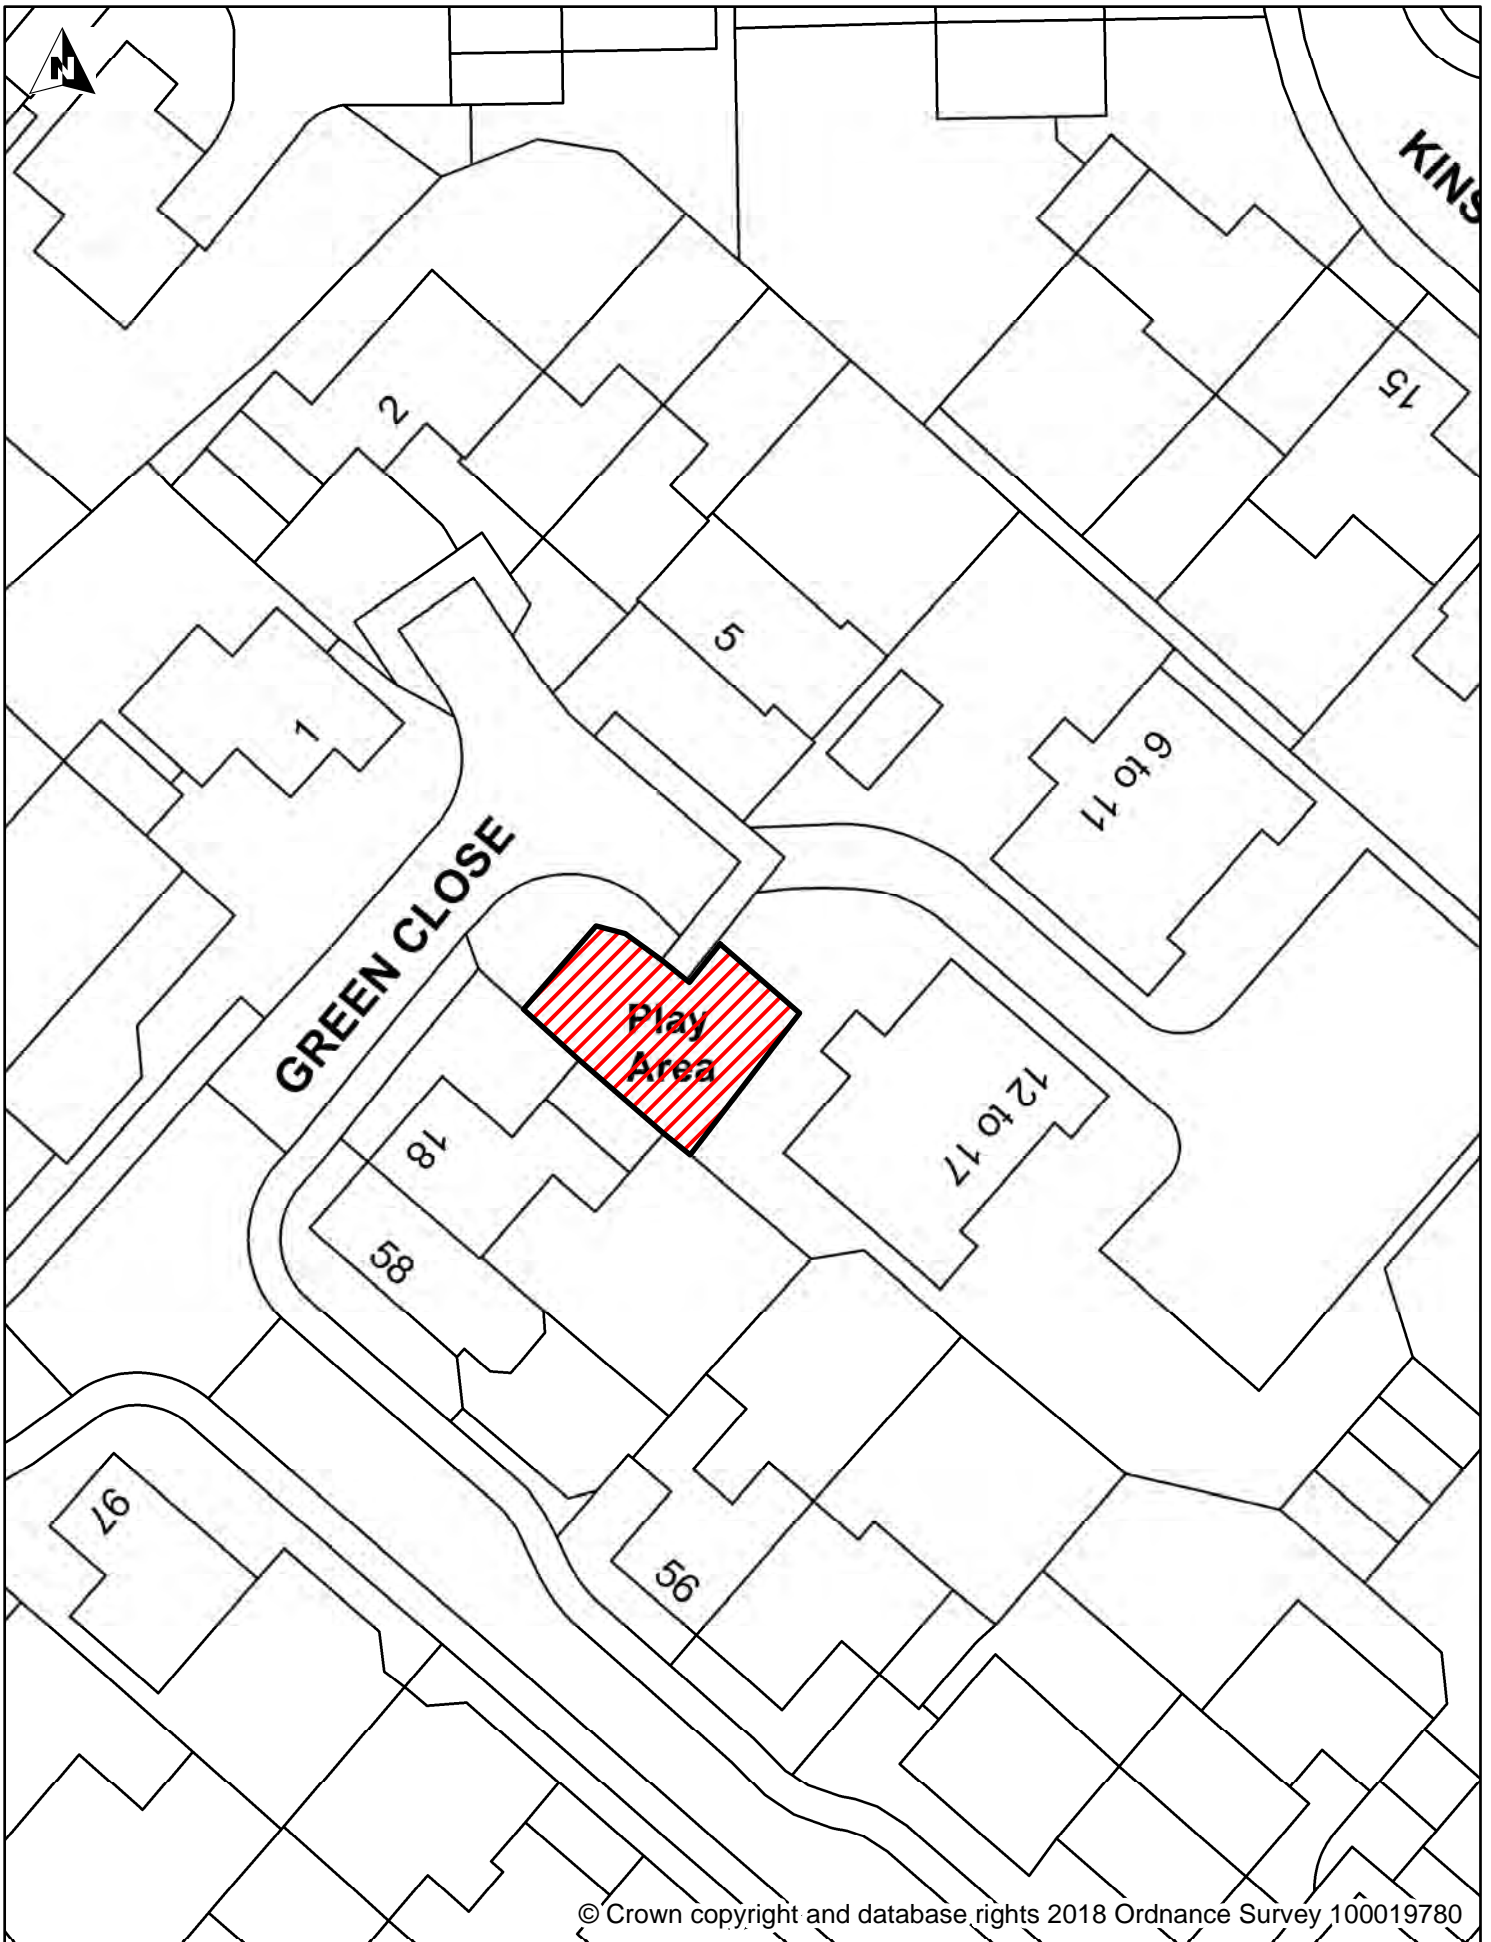 N
KINS
15
2
5
1
6 to 11
GREEN CLOSE
Play
Area
12 to 17
18
58
97
56
© Crown copyright and database rights 2018 Ordnance Survey 100019780